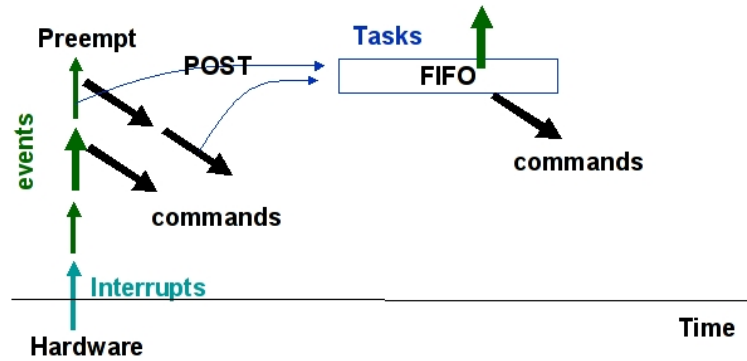 Preempt
Tasks
POST
FIFO
events
commands
commands
Interrupts
Time
Hardware